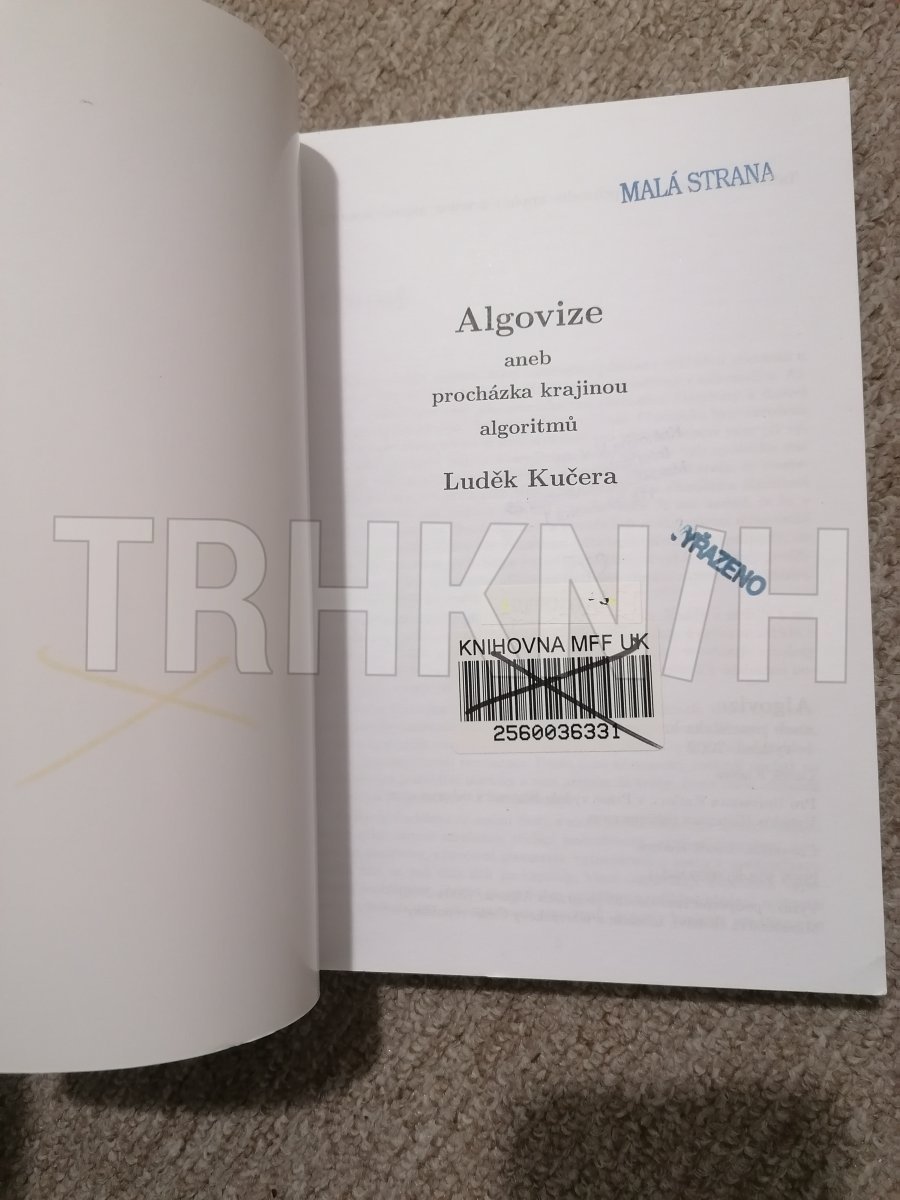 MALÁ STRANA
Algovize
aneb
procházka krajinou
algoritmů
Luděk Kučera
VYŘAZENO
TRHKNIH
KNIHOVNA MFF UK
2560036331